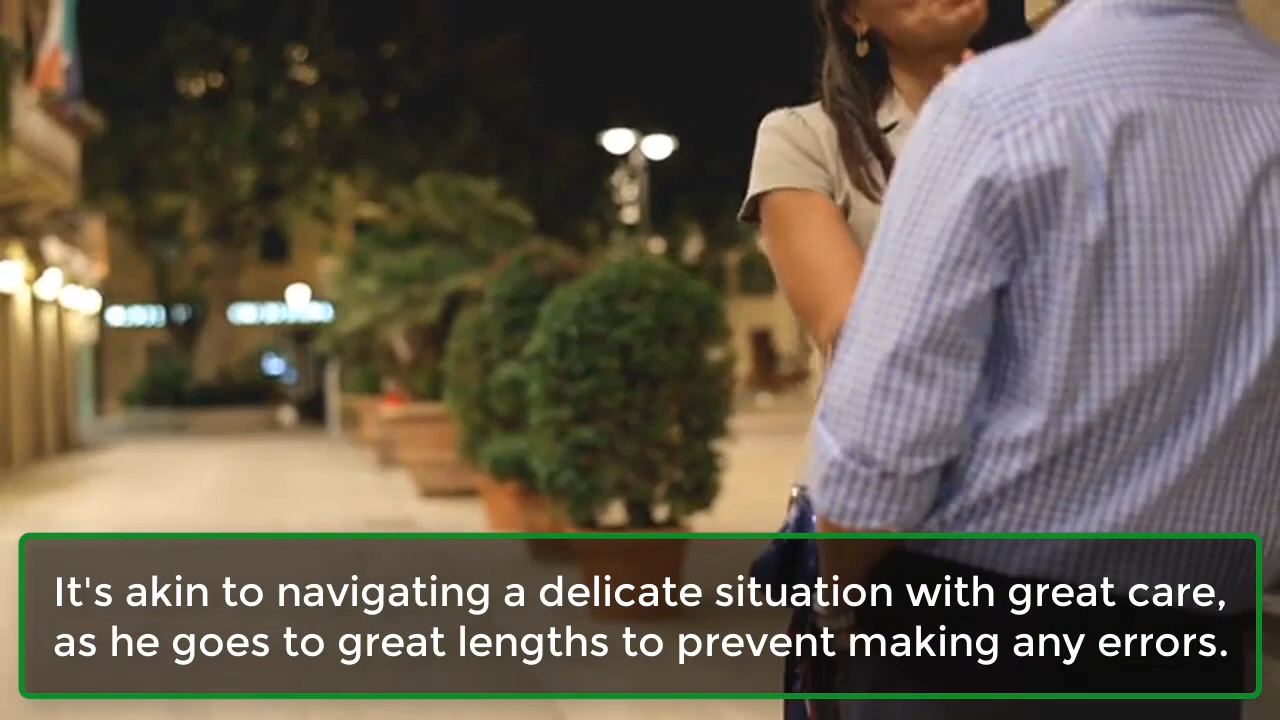 It's akin to navigating a delicate situation with great care,
as he goes to great lengths to prevent making any errors.